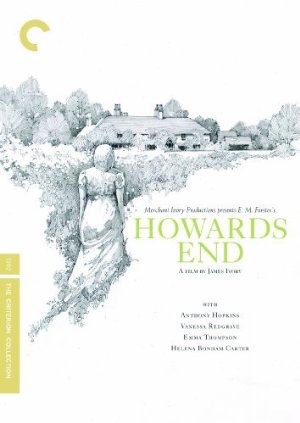 Merchant Ivory Productions presents E. M. Forster's
HOWARDS
END
A FILM BY JAMES IVORY
WITH
ANTHONY HOPKINS
VANESSA REDGRAVE
EMMA THOMPSON
HELENA BONHAM CARTER
1992 THE CRITERION COLLECTION